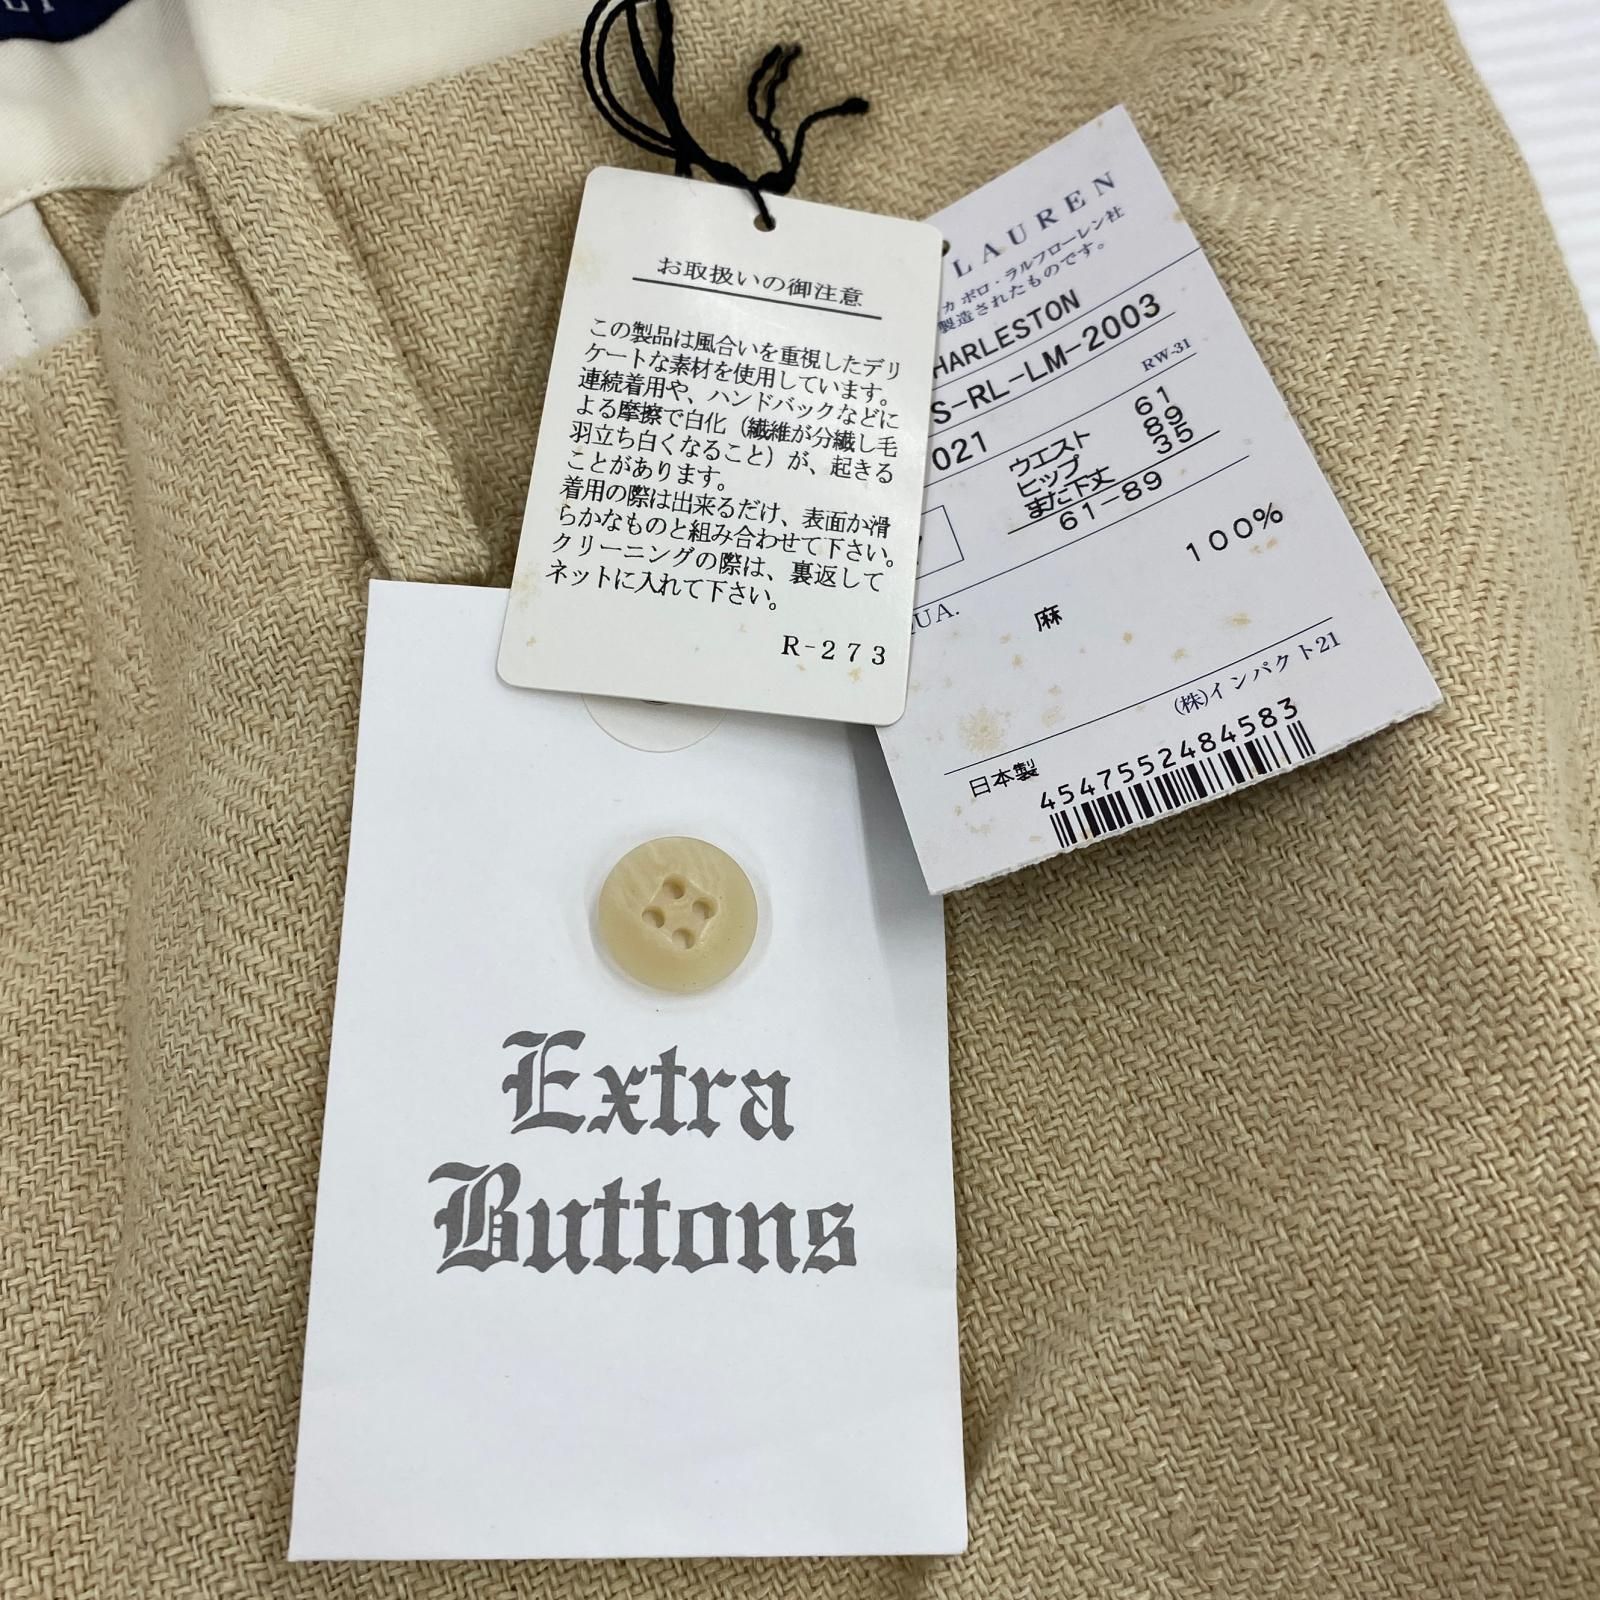 お取扱いの御注意
この製品は風合いを重視したデリ
ケートな素材を使用しています。
連続着用や、ハンドバックなどに
よる摩擦で白化（繊維が分繊し毛
羽立ち白くなること）が、起きる
ことがあります。
着用の際は出来るだけ、表面か滑
らかなものと組み合わせて下さい。
クリーニングの際は、裏返して
ネットに入れて下さい。
R-273
LAUREN
カ ポロ・ラルフローレン社
製造されたものです。
HARLESTON
S-RL-LM-2003
RW-31
021
ウエスト 61
ヒップ 89
また下丈 35
61-89
100%
UA.
麻
(株)インパクト21
日本製
4547552484583
Extra
Buttons